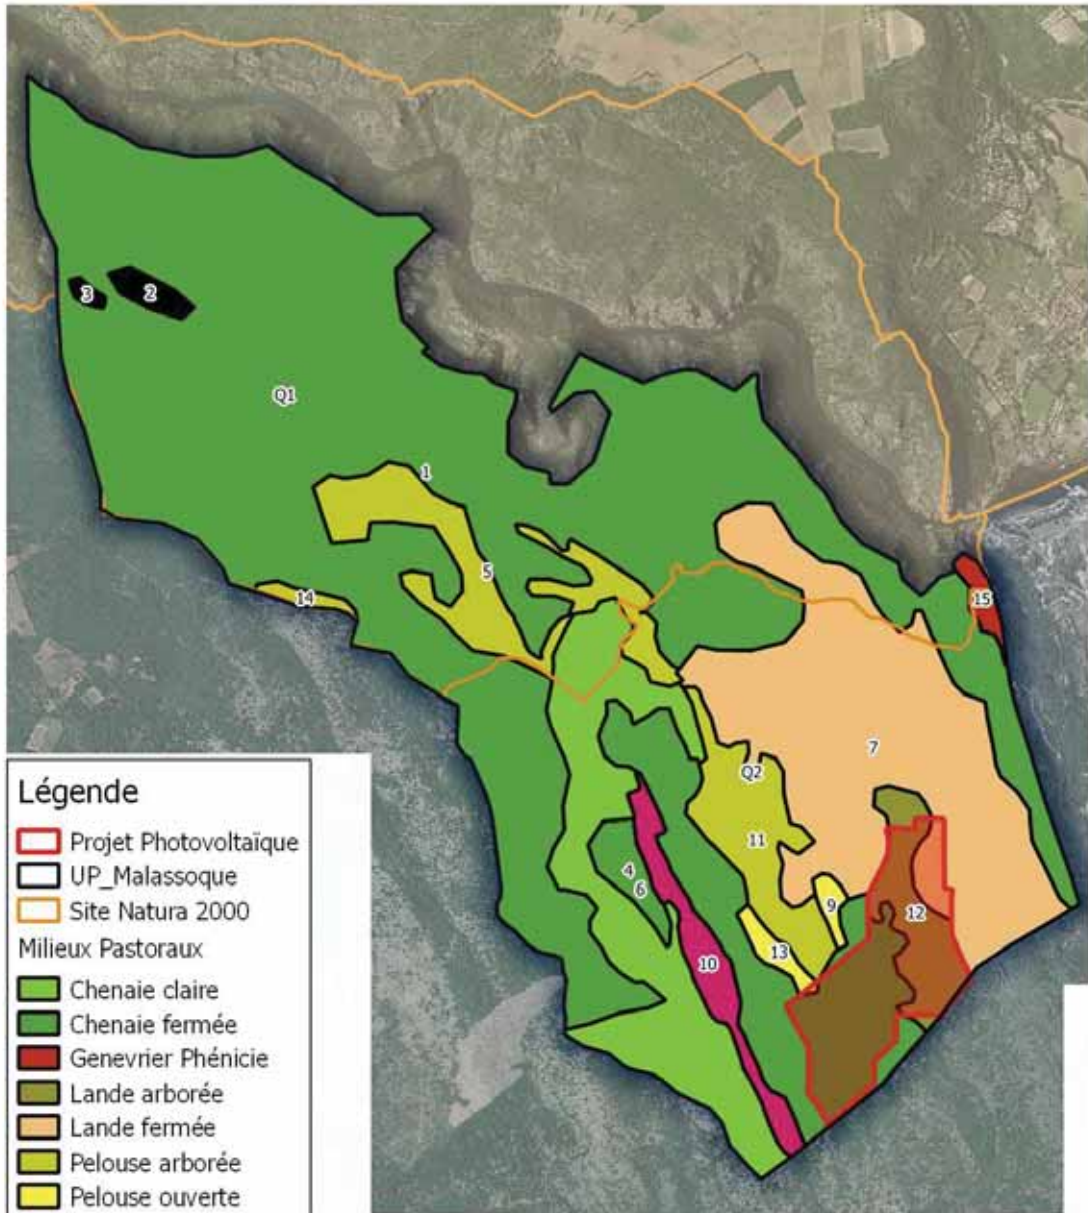 3
2
Q1
1
5
14
15
7
Q2
11
4
6
9
12
13
10
Légende
Projet Photovoltaïque
UP_Malassoque
Site Natura 2000
Milieux Pastoraux
Chenaie claire
Chenaie fermée
Genevrier Phénicie
Lande arborée
Lande fermée
Pelouse arborée
Pelouse ouverte